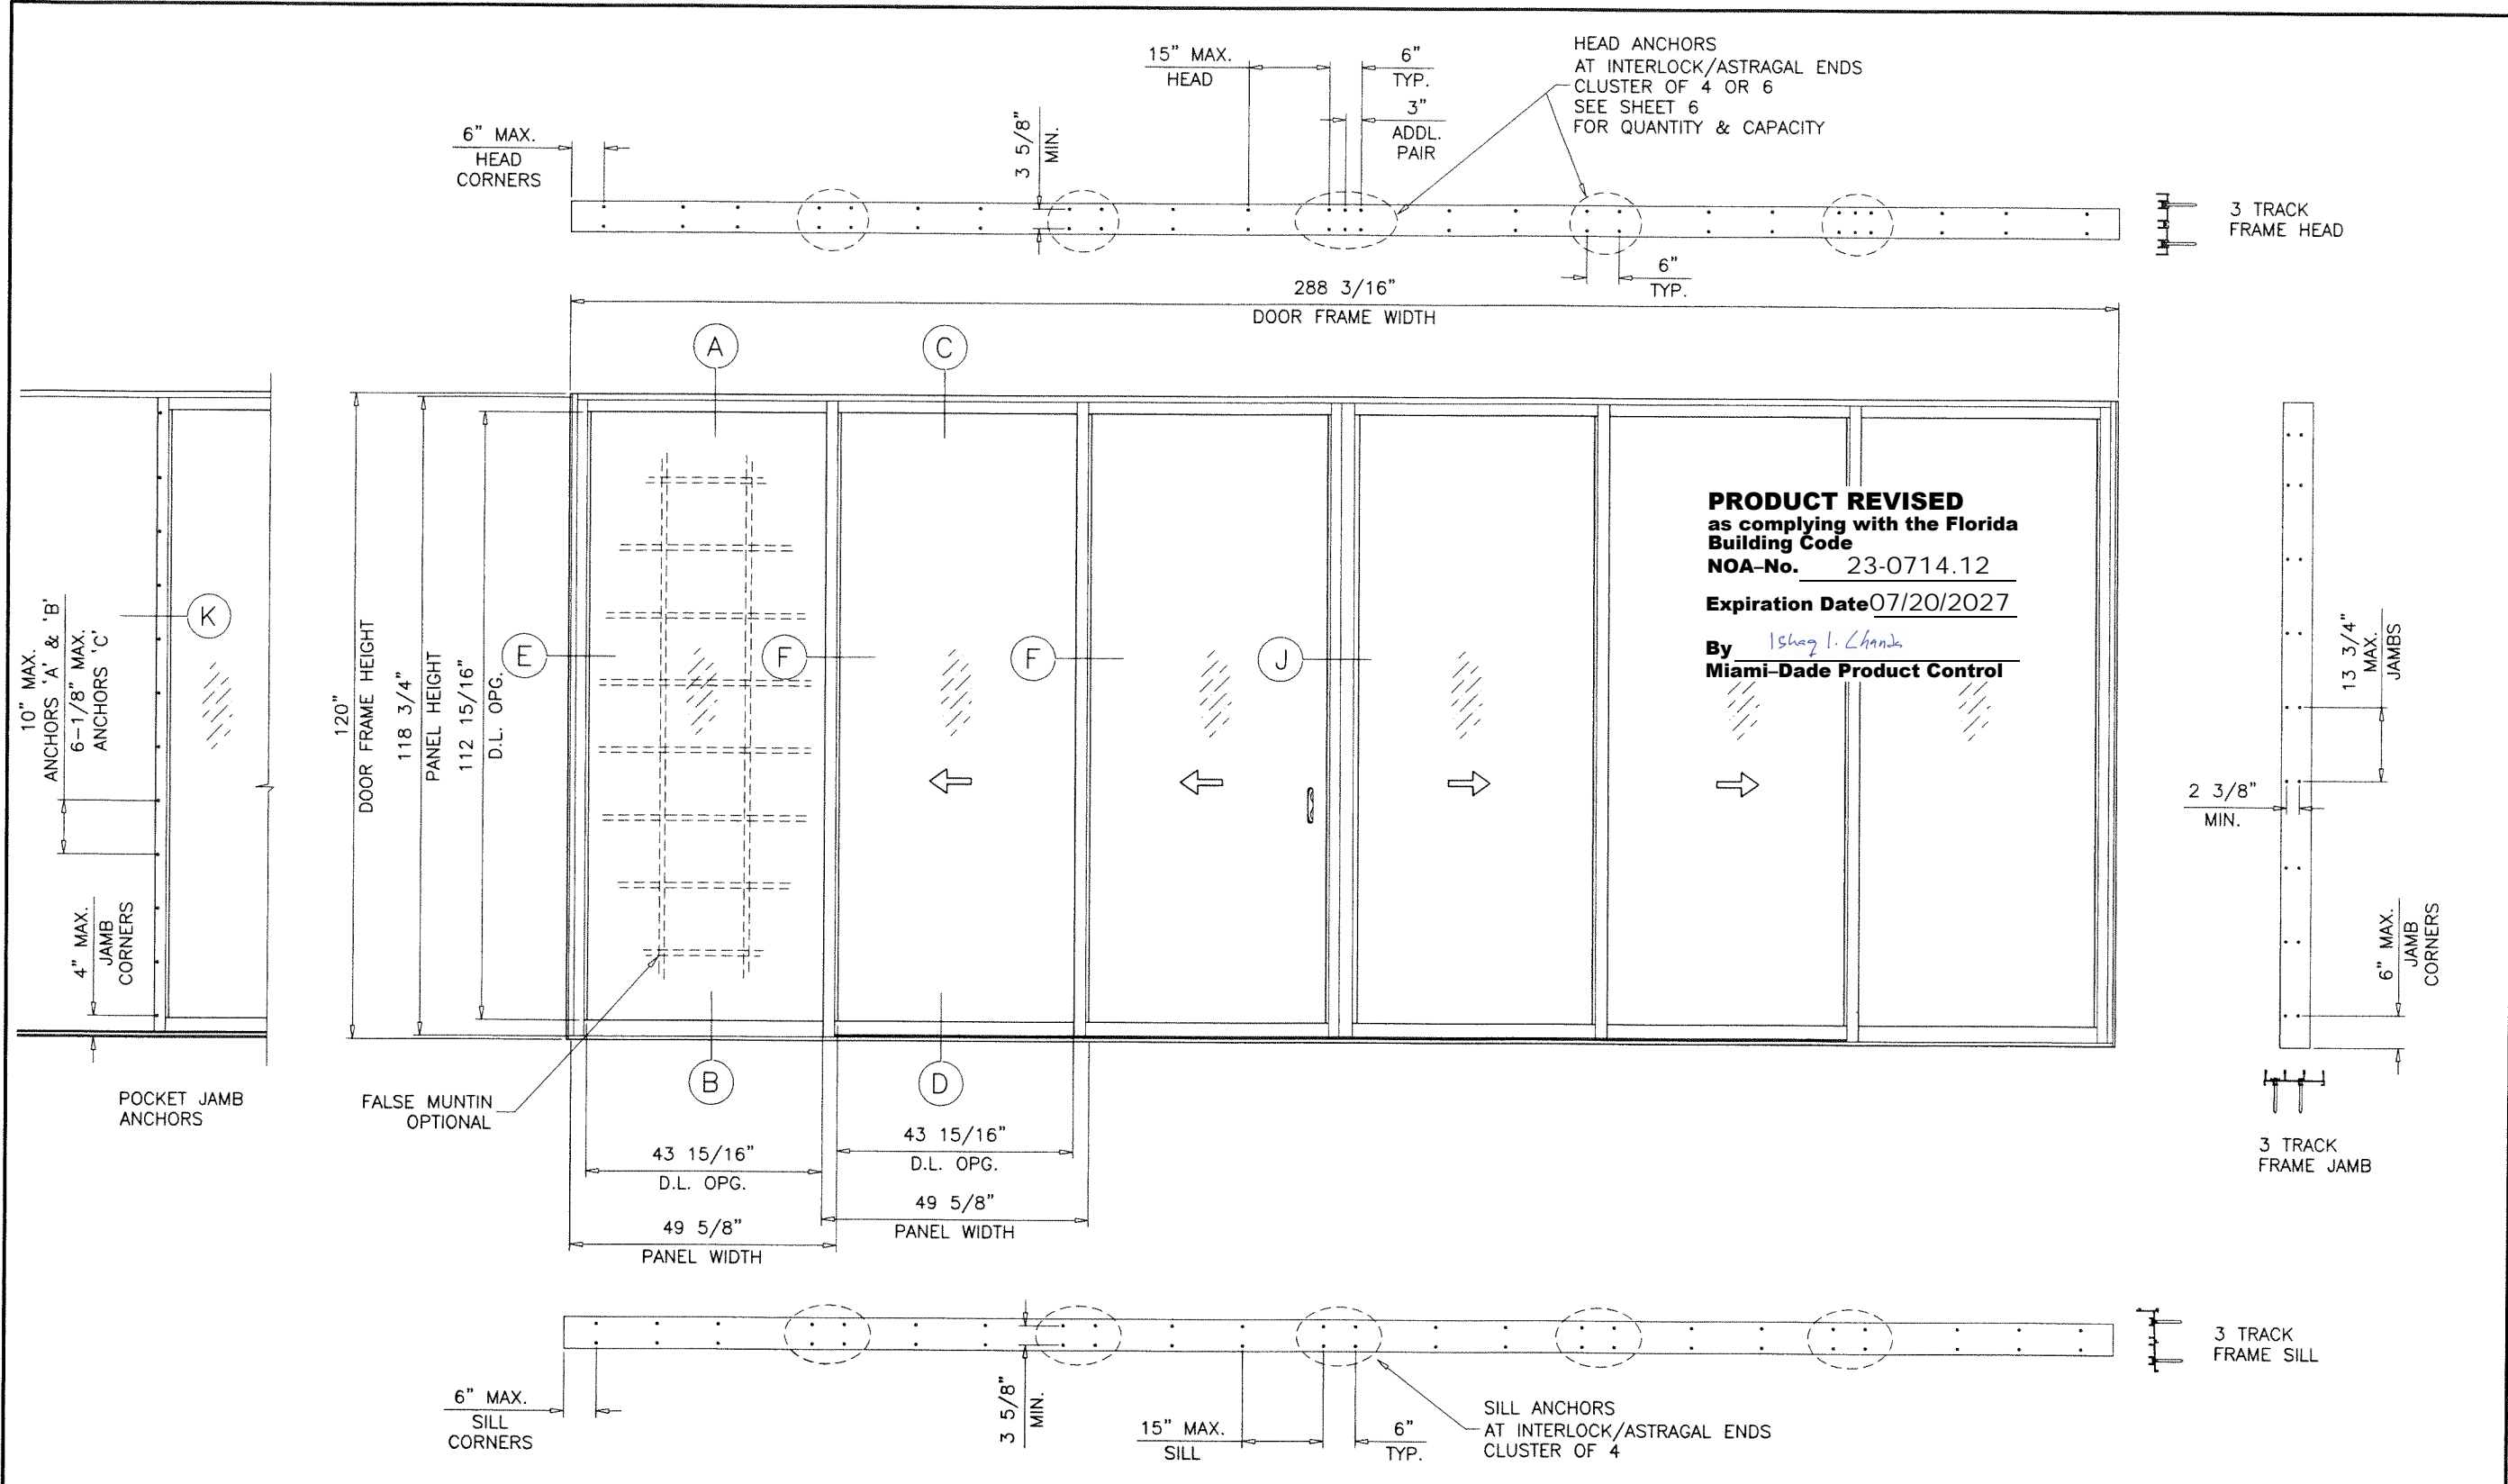 15" MAX.
HEAD
6"
TYP.
3"
ADDL.
PAIR
HEAD ANCHORS
AT INTERLOCK/ASTRAGAL ENDS
CLUSTER OF 4 OR 6
SEE SHEET 6
FOR QUANTITY & CAPACITY
6" MAX.
HEAD
CORNERS
3 5/8"
MIN.
3 TRACK
FRAME HEAD
6"
TYP.
288 3/16"
DOOR FRAME WIDTH
A
C
10" MAX.
ANCHORS 'A' & 'B'
6-1/8" MAX.
ANCHORS 'C'
K
4" MAX.
JAMB
CORNERS
POCKET JAMB
ANCHORS
120"
DOOR FRAME HEIGHT
118 3/4"
PANEL HEIGHT
112 15/16"
D.L. OPG.
E
F
F
J
PRODUCT REVISED
as complying with the Florida
Building Code
NOA–No. 23-0714.12
Expiration Date 07/20/2027
By
Miami–Dade Product Control
13 3/4"
MAX.
JAMBS
2 3/8"
MIN.
6" MAX.
JAMB
CORNERS
3 TRACK
FRAME JAMB
FALSE MUNTIN
OPTIONAL
B
D
43 15/16"
D.L. OPG.
43 15/16"
D.L. OPG.
49 5/8"
PANEL WIDTH
49 5/8"
PANEL WIDTH
6" MAX.
SILL
CORNERS
3 5/8"
MIN.
15" MAX.
SILL
6"
TYP.
SILL ANCHORS
AT INTERLOCK/ASTRAGAL ENDS
CLUSTER OF 4
3 TRACK
FRAME SILL